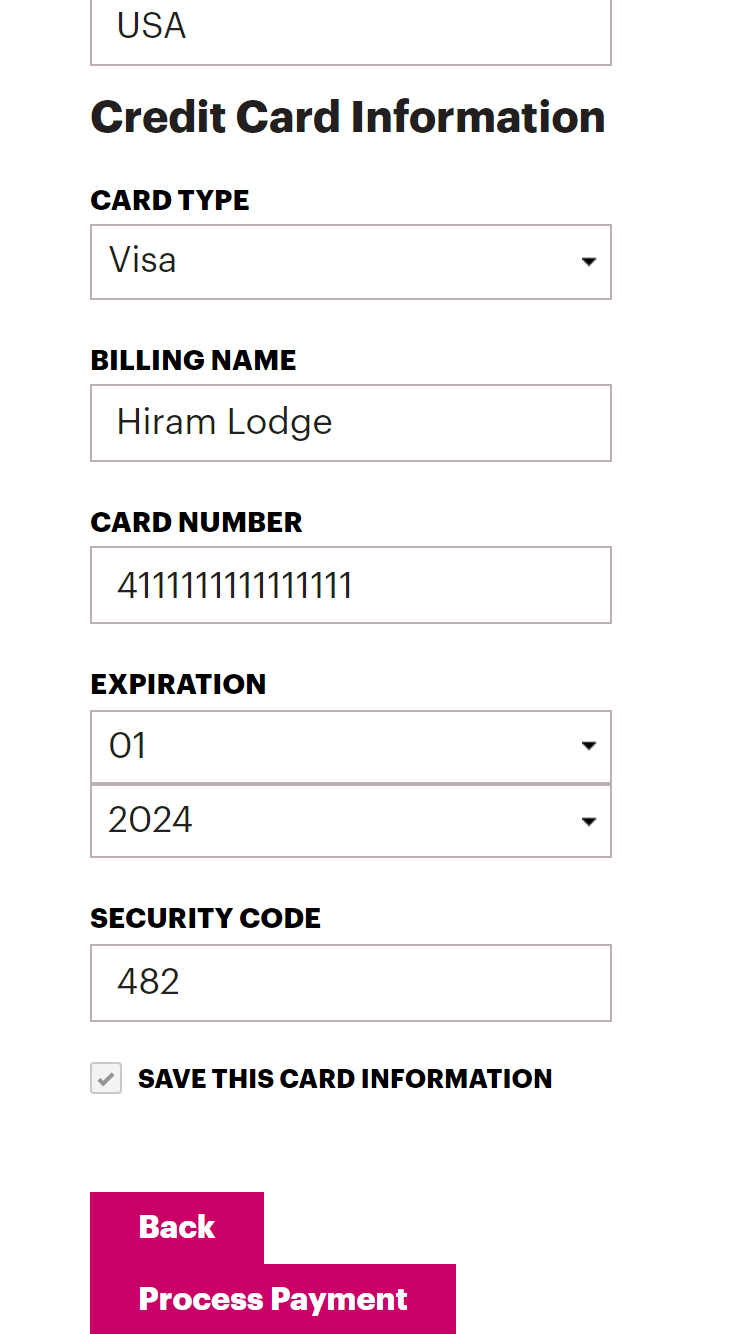 USA
Credit Card Information
CARD TYPE
Visa
BILLING NAME
Hiram Lodge
CARD NUMBER
4111111111111111
EXPIRATION
01
2024
SECURITY CODE
482
SAVE THIS CARD INFORMATION
Back
Process Payment